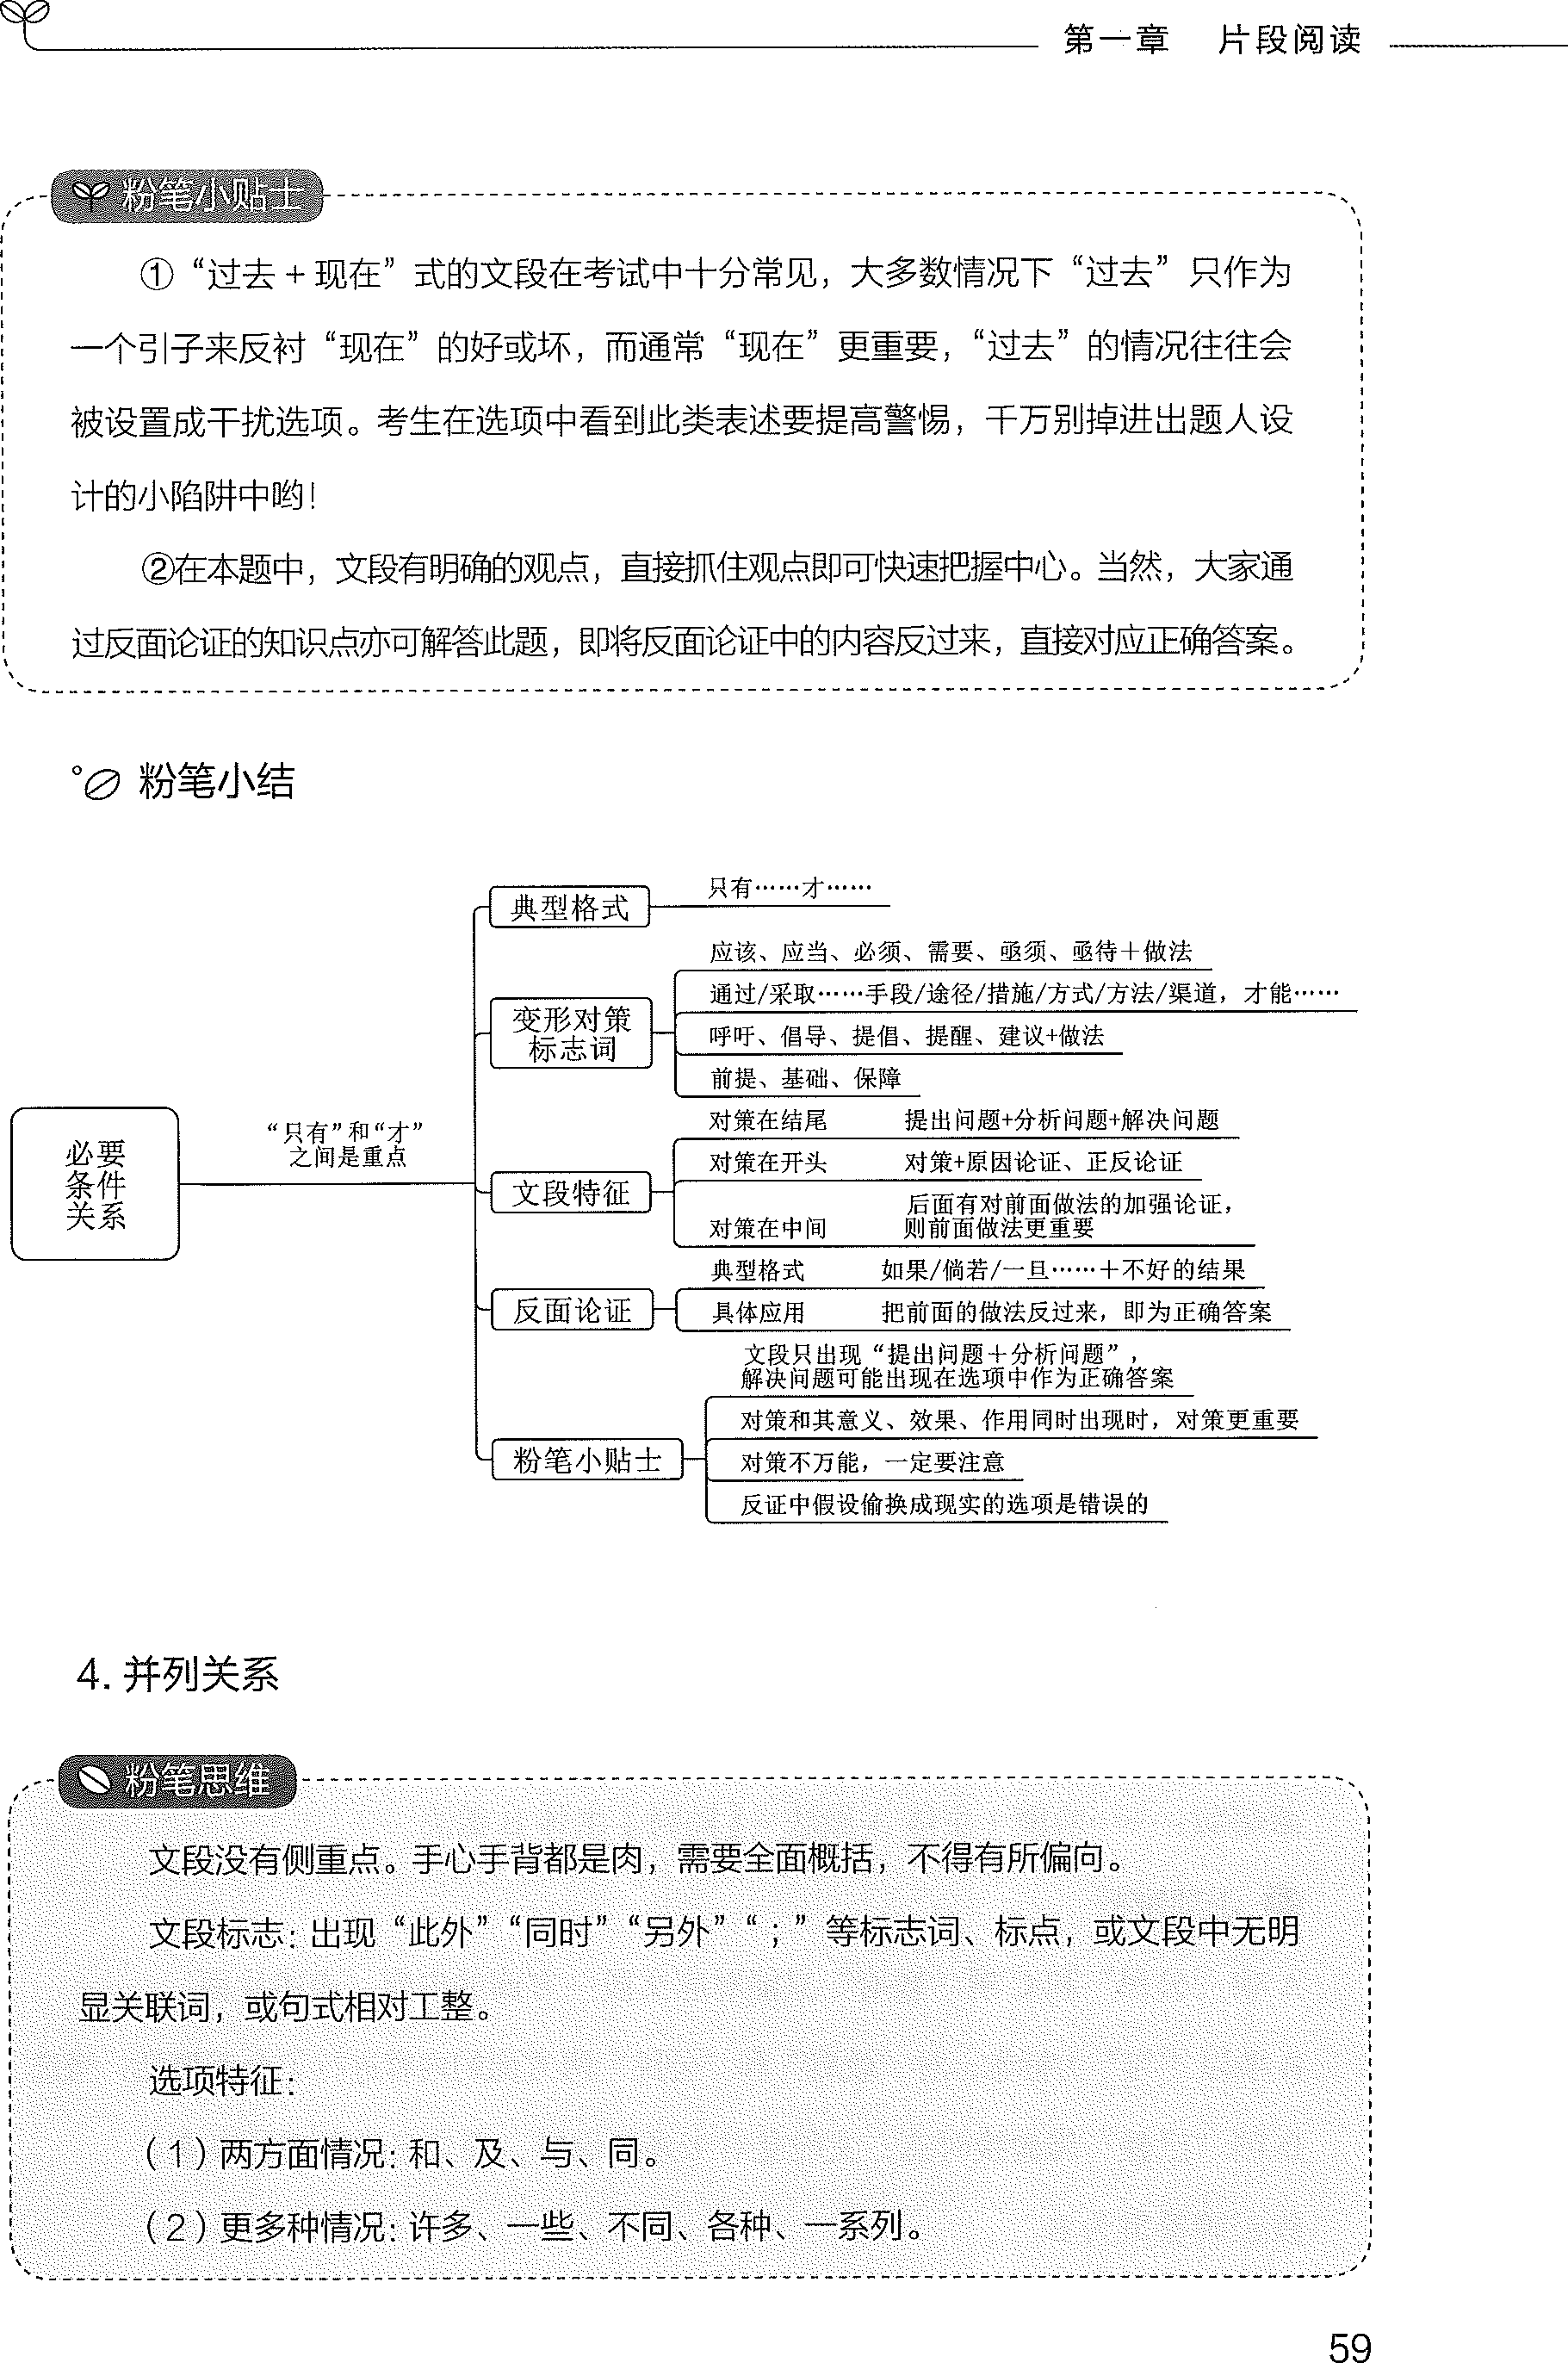 第一章　片段阅读
粉笔小贴士
①“过去 + 现在”式的文段在考试中十分常见，大多数情况下“过去”只作为
一个引子来反衬“现在”的好或坏，而通常“现在”更重要，“过去”的情况往往会
被设置成干扰选项。考生在选项中看到此类表述要提高警惕，千万别掉进出题人设
计的小陷阱中哟！
②在本题中，文段有明确的观点，直接抓住观点即可快速把握中心。当然，大家通
过反面论证的知识点亦可解答此题，即将反面论证中的内容反过来，直接对应正确答案。
粉笔小结
必要
条件
关系
“只有”和“才”
之间是重点
典型格式
只有……才……
变形对策
标志词
应该、应当、必须、需要、亟须、亟待＋做法
通过/采取……手段/途径/措施/方式/方法/渠道，才能……
呼吁、倡导、提倡、提醒、建议+做法
前提、基础、保障
文段特征
对策在结尾　提出问题+分析问题+解决问题
对策在开头　对策+原因论证、正反论证
对策在中间　后面有对前面做法的加强论证，
则前面做法更重要
反面论证
典型格式　如果/倘若/一旦……＋不好的结果
具体应用　把前面的做法反过来，即为正确答案
粉笔小贴士
文段只出现“提出问题＋分析问题”，
解决问题可能出现在选项中作为正确答案
对策和其意义、效果、作用同时出现时，对策更重要
对策不万能，一定要注意
反证中假设偷换成现实的选项是错误的
4. 并列关系
粉笔思维
文段没有侧重点。手心手背都是肉，需要全面概括，不得有所偏向。
文段标志：出现“此外”“同时”“另外”“；”等标志词、标点，或文段中无明
显关联词，或句式相对工整。
选项特征：
（1）两方面情况：和、及、与、同。
（2）更多种情况：许多、一些、不同、各种、一系列。
59